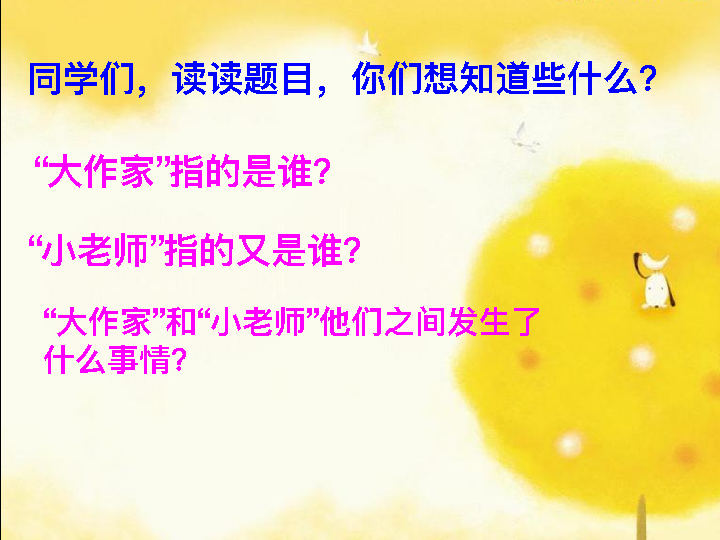 同学们，读读题目，你们想知道些什么？
“大作家”指的是谁？
“小老师”指的又是谁？
“大作家”和“小老师”他们之间发生了
什么事情？